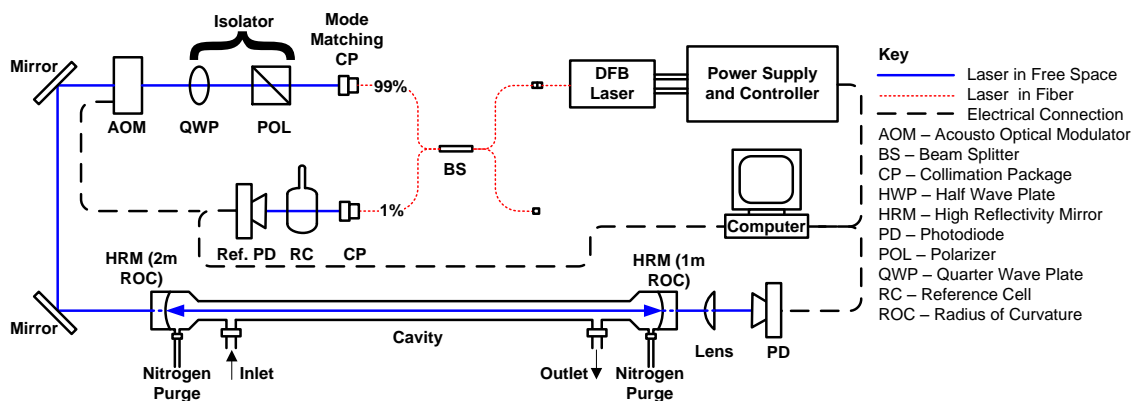 Isolator
Mode
Matching
CP
Mirror
99%
AOM
QWP
POL
DFB
Laser
Power Supply
and Controller
BS
1%
Ref. PD
RC
CP
Computer
HRM (2m
ROC)
HRM (1m
ROC)
Mirror
Cavity
Lens
PD
Nitrogen
Purge
Inlet
Outlet
Nitrogen
Purge
Key
Laser in Free Space
Laser in Fiber
Electrical Connection
AOM – Acousto Optical Modulator
BS – Beam Splitter
CP – Collimation Package
HWP – Half Wave Plate
HRM – High Reflectivity Mirror
PD – Photodiode
POL – Polarizer
QWP – Quarter Wave Plate
RC – Reference Cell
ROC – Radius of Curvature